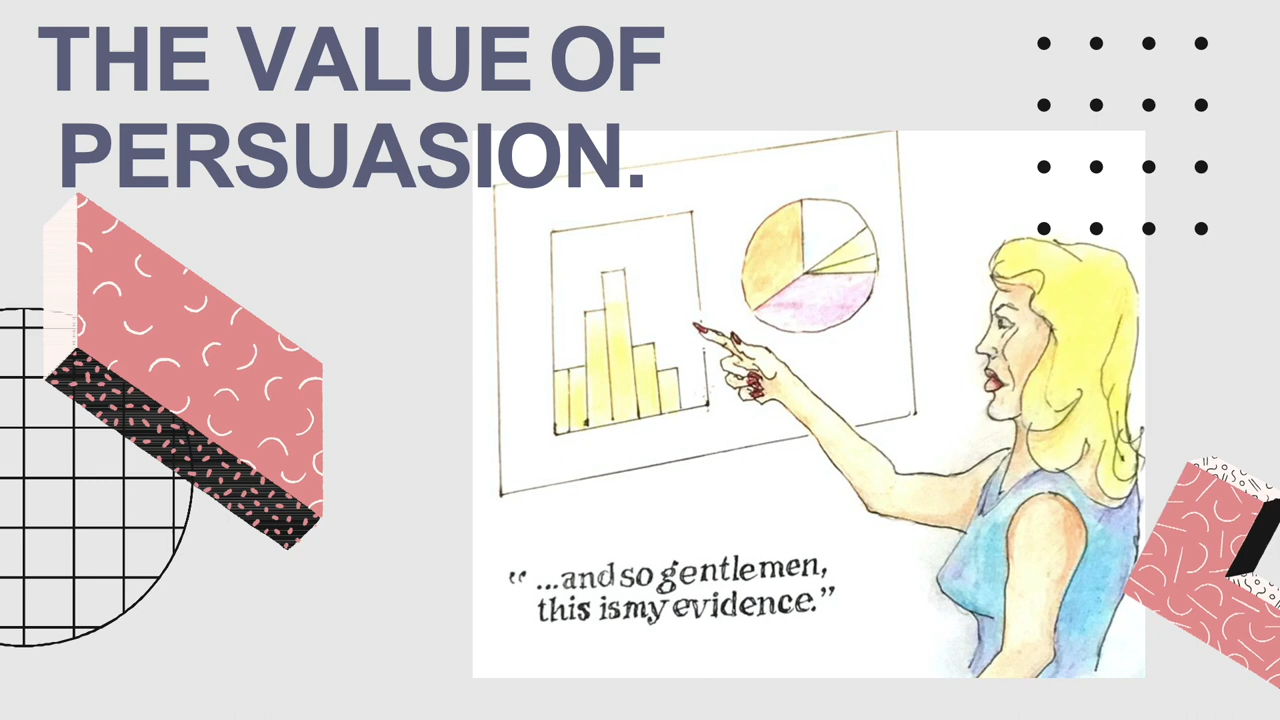 THE VALUE OF
PERSUASION.
“ ...and so gentlemen,
this is my evidence.”